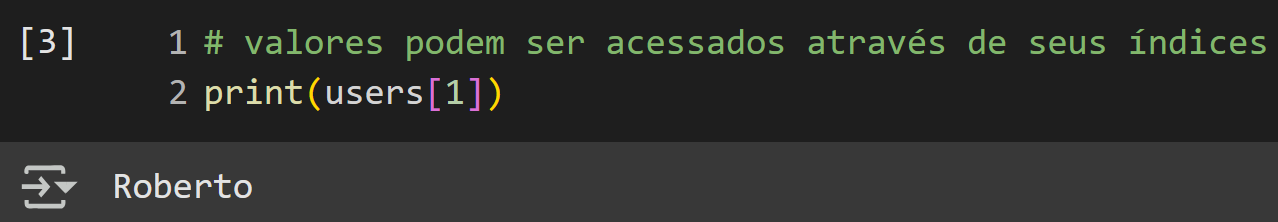 [3] 1 # valores podem ser acessados através de seus índices
2 print(users[1])
Roberto